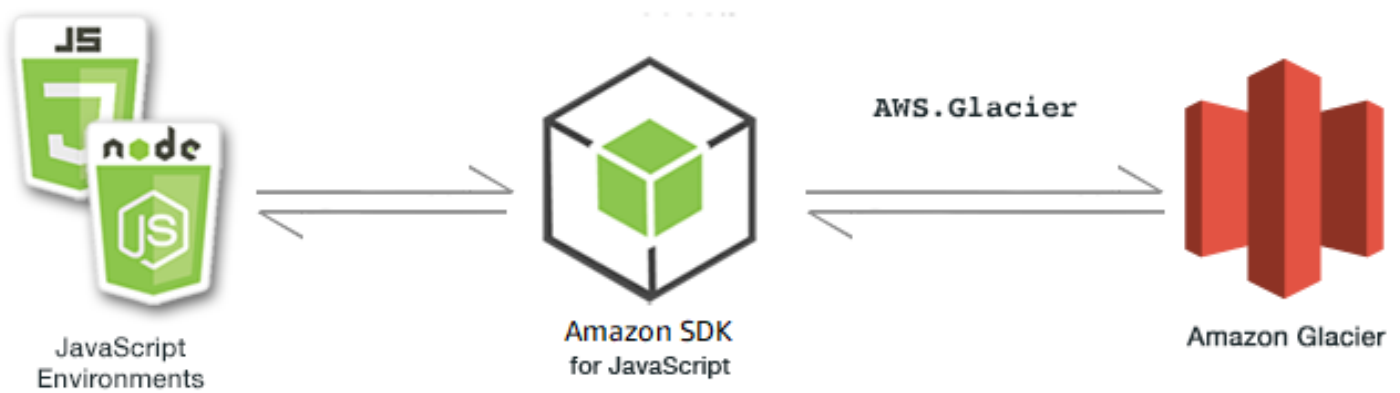 JS
node
JS
AWS.Glacier
JavaScript
Environments
Amazon SDK
for JavaScript
Amazon Glacier